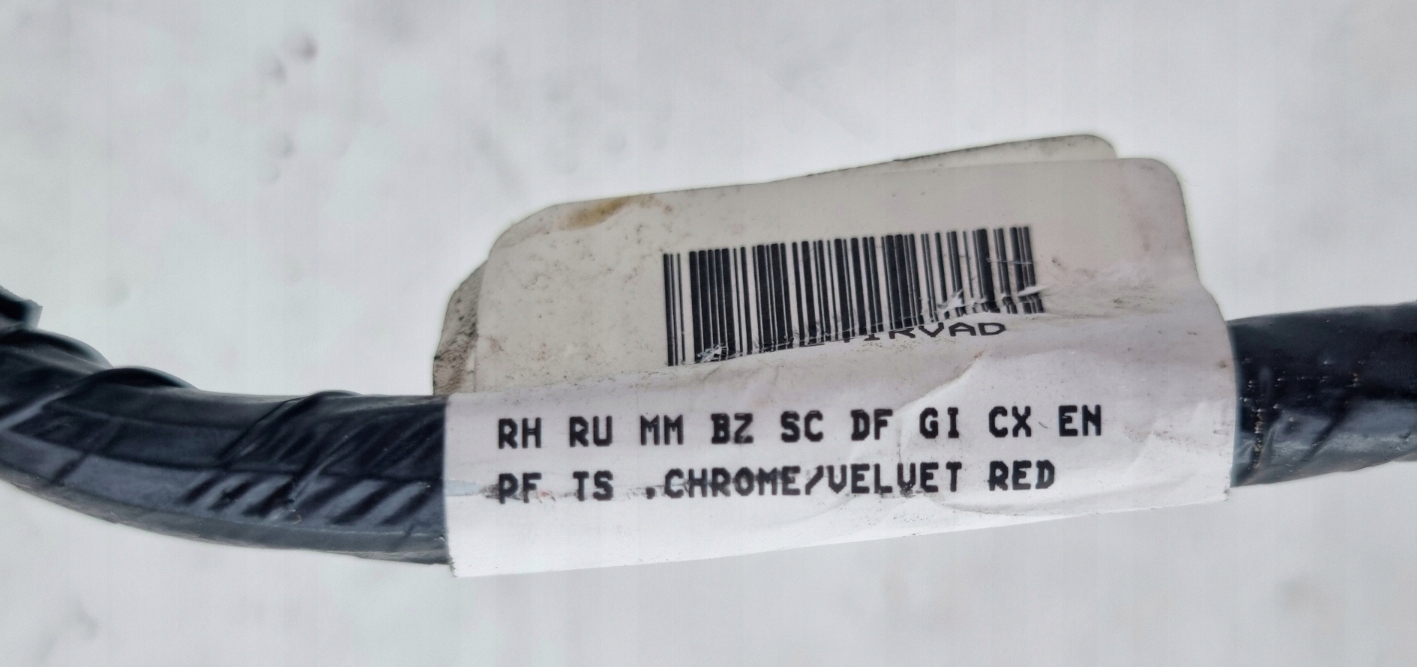 RH RU MM BZ SC DF GI CX EN
PF TS .CHROME/VELVET RED